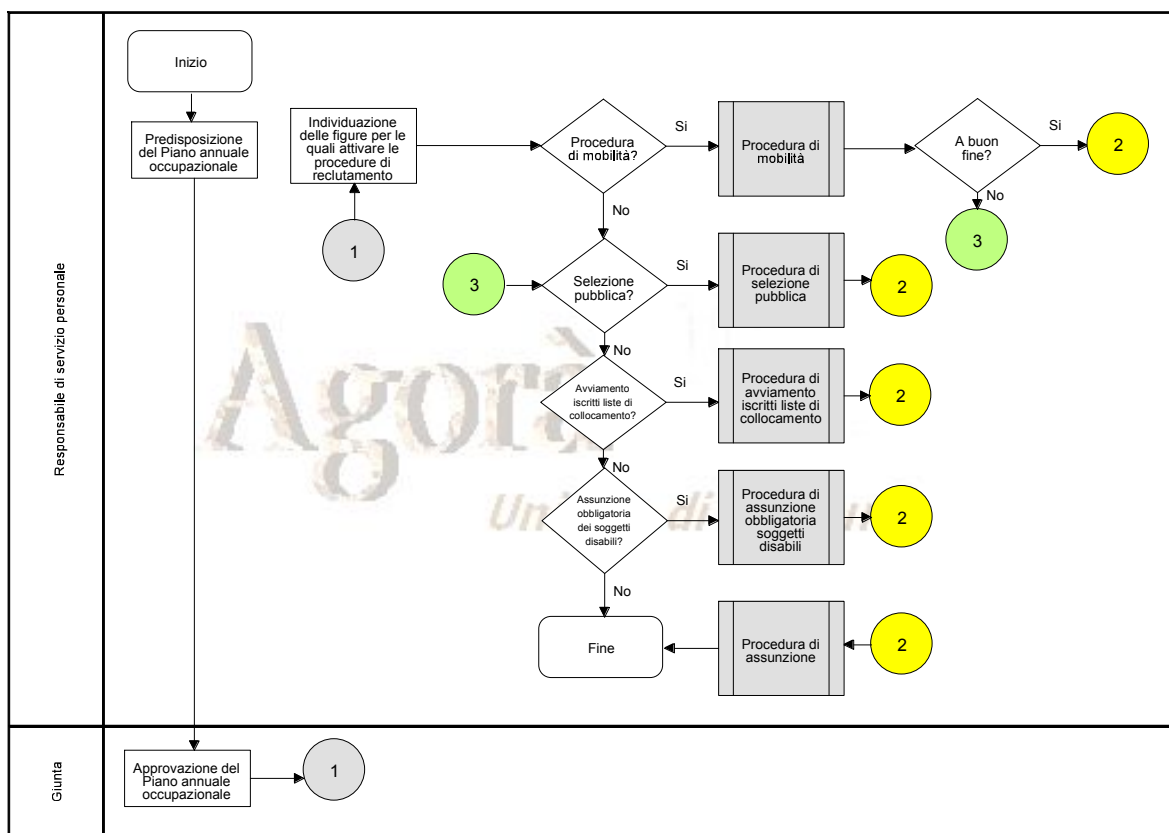 Responsabile di servizio personale
Inizio
Predisposizione
del Piano annuale
occupazionale
Individuazione
delle figure per le
quali attivare le
procedure di
reclutamento
1
Procedura
di mobilità?
Si
Procedura di
mobilità
A buon
fine?
Si
2
No
3
No
3
Selezione
pubblica?
Si
Procedura di
selezione
pubblica
2
No
Avviamento
iscritti liste di
collocamento?
Si
Procedura di
avviamento
iscritti liste di
collocamento
2
No
Assunzione
obbligatoria
dei soggetti
disabili?
Si
Procedura di
assunzione
obbligatoria
soggetti
disabili
2
No
Fine
Procedura di
assunzione
2
Agorà
di
Giunta
Approvazione del
Piano annuale
occupazionale
1